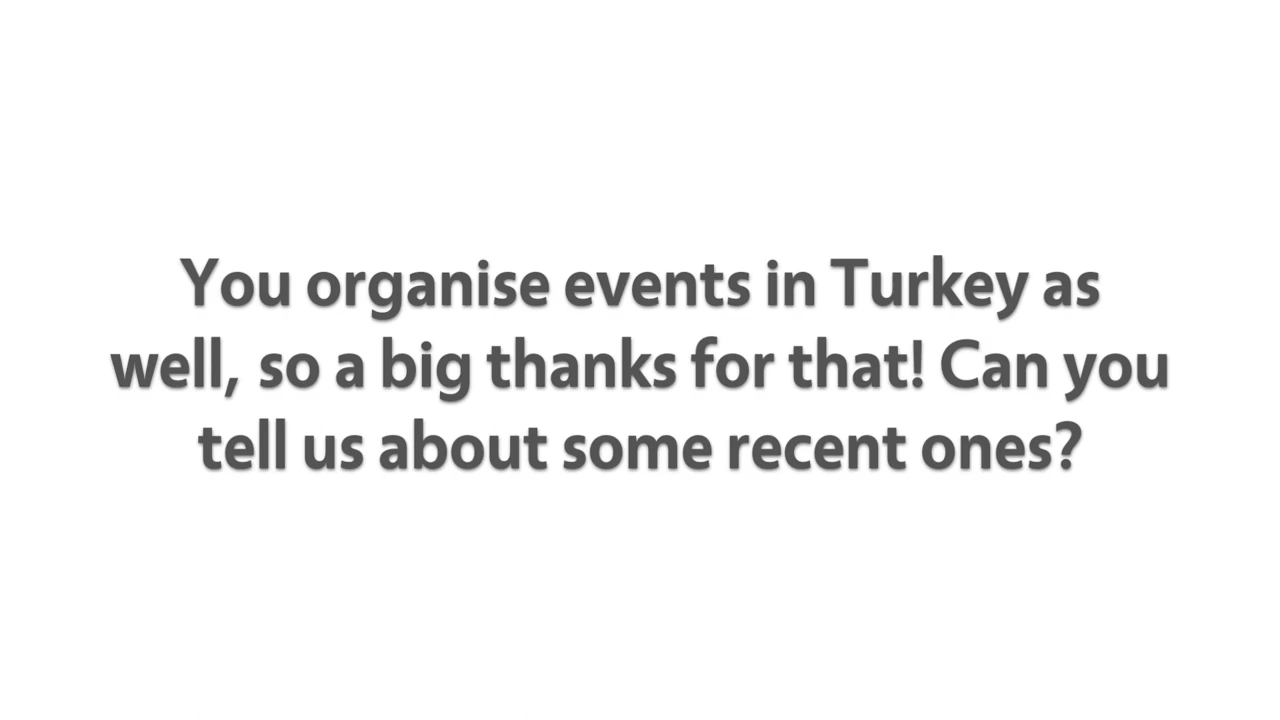 You organise events in Turkey as
well, so a big thanks for that! Can you
tell us about some recent ones?